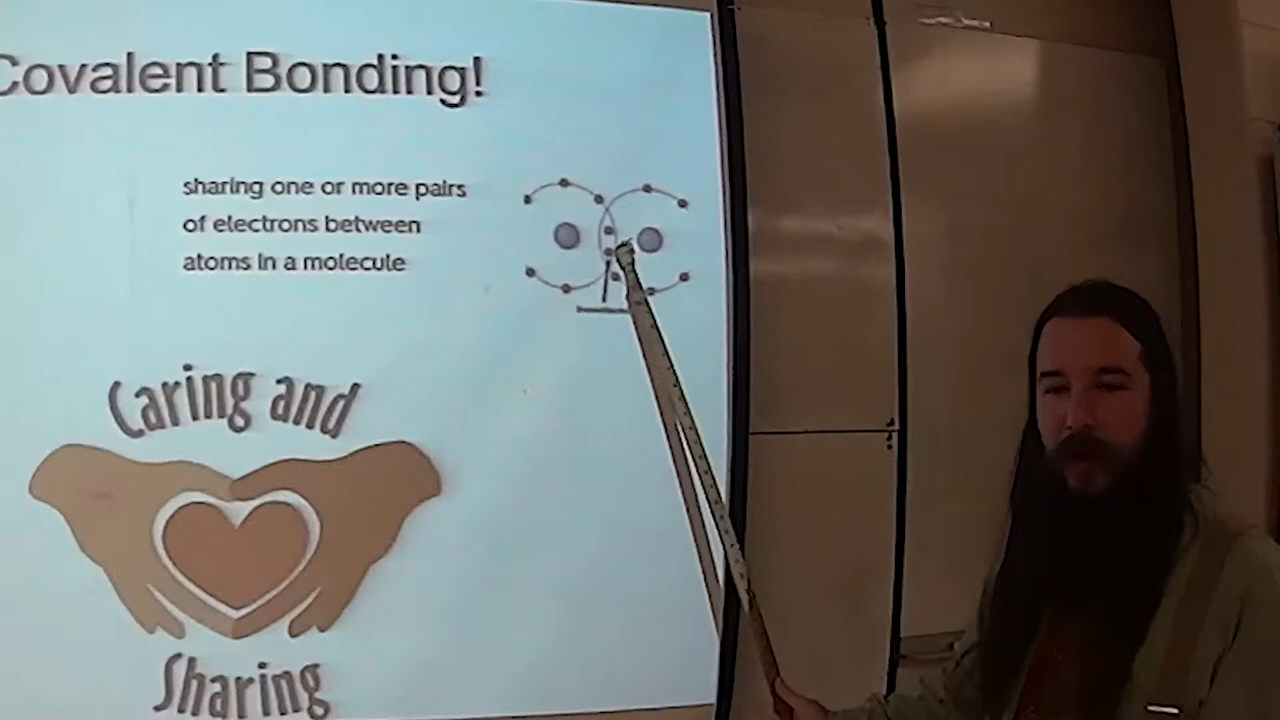 Covalent Bonding!
sharing one or more pairs
of electrons between
atoms in a molecule
Caring and
Sharing